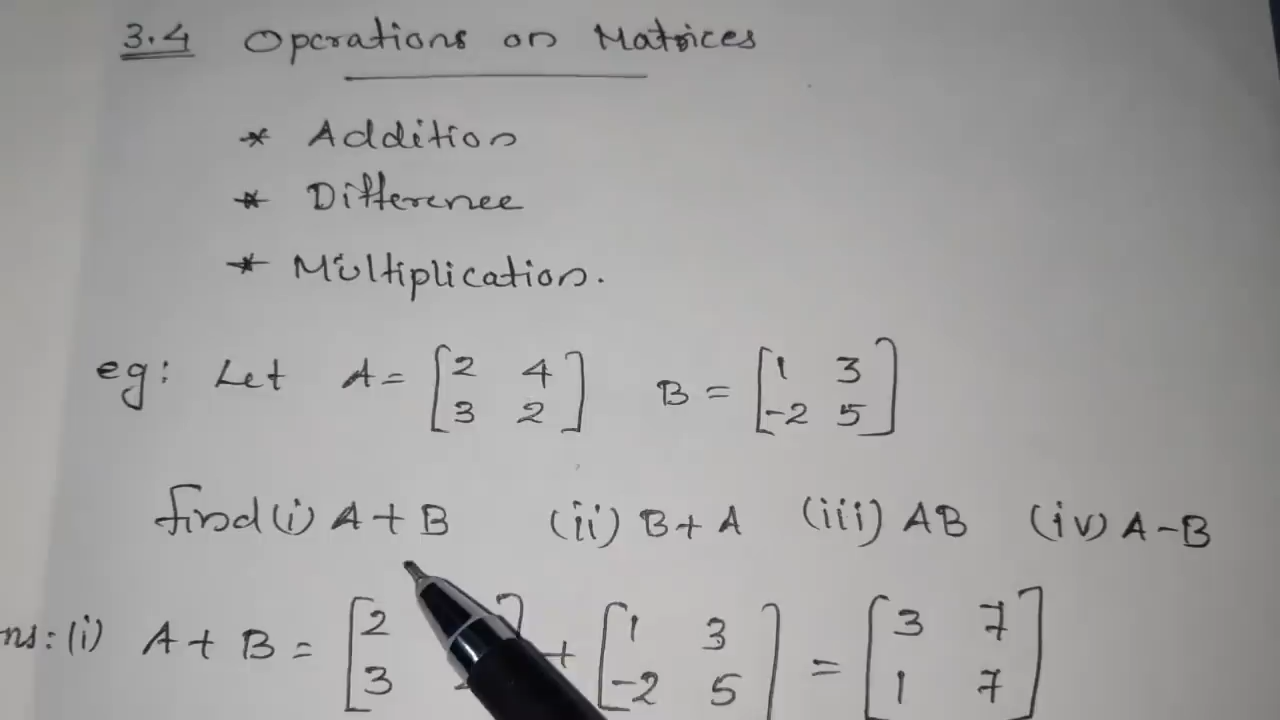 3.4 Operations on Matrices
* Addition
* Difference
* Multiplication.
eg: Let A = [2 4 B = [1 3
3 2] -2 5]
find (i) A + B (ii) B + A (iii) AB (iv) A - B
ns: (i) A + B = [2 + [1 3 = [3 7
3 -2 5] 1 7]